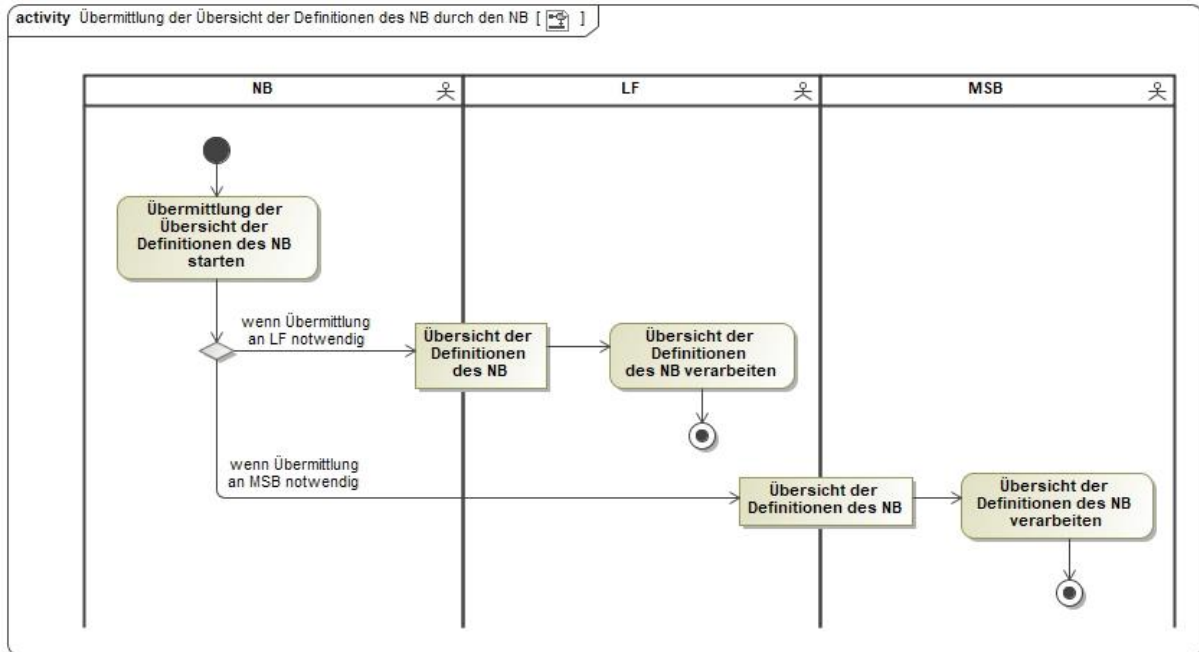 activity Übermittlung der Übersicht der Definitionen des NB durch den NB [ ]
NB
LF
MSB
Übermittlung der
Übersicht der
Definitionen des NB
starten
wenn Übermittlung
an LF notwendig
Übersicht der
Definitionen
des NB
Übersicht der
Definitionen
des NB verarbeiten
wenn Übermittlung
an MSB notwendig
Übersicht der
Definitionen des NB
Übersicht der
Definitionen des NB
verarbeiten